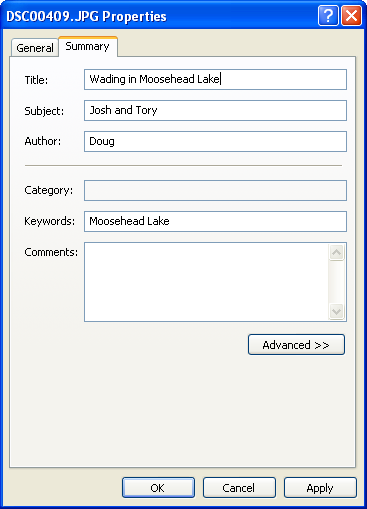 DSC00409.JPG Properties
General Summary
Title: Wading in Moosehead Lake
Subject: Josh and Tory
Author: Doug
Category:
Keywords: Moosehead Lake
Comments:
Advanced >>
OK Cancel Apply